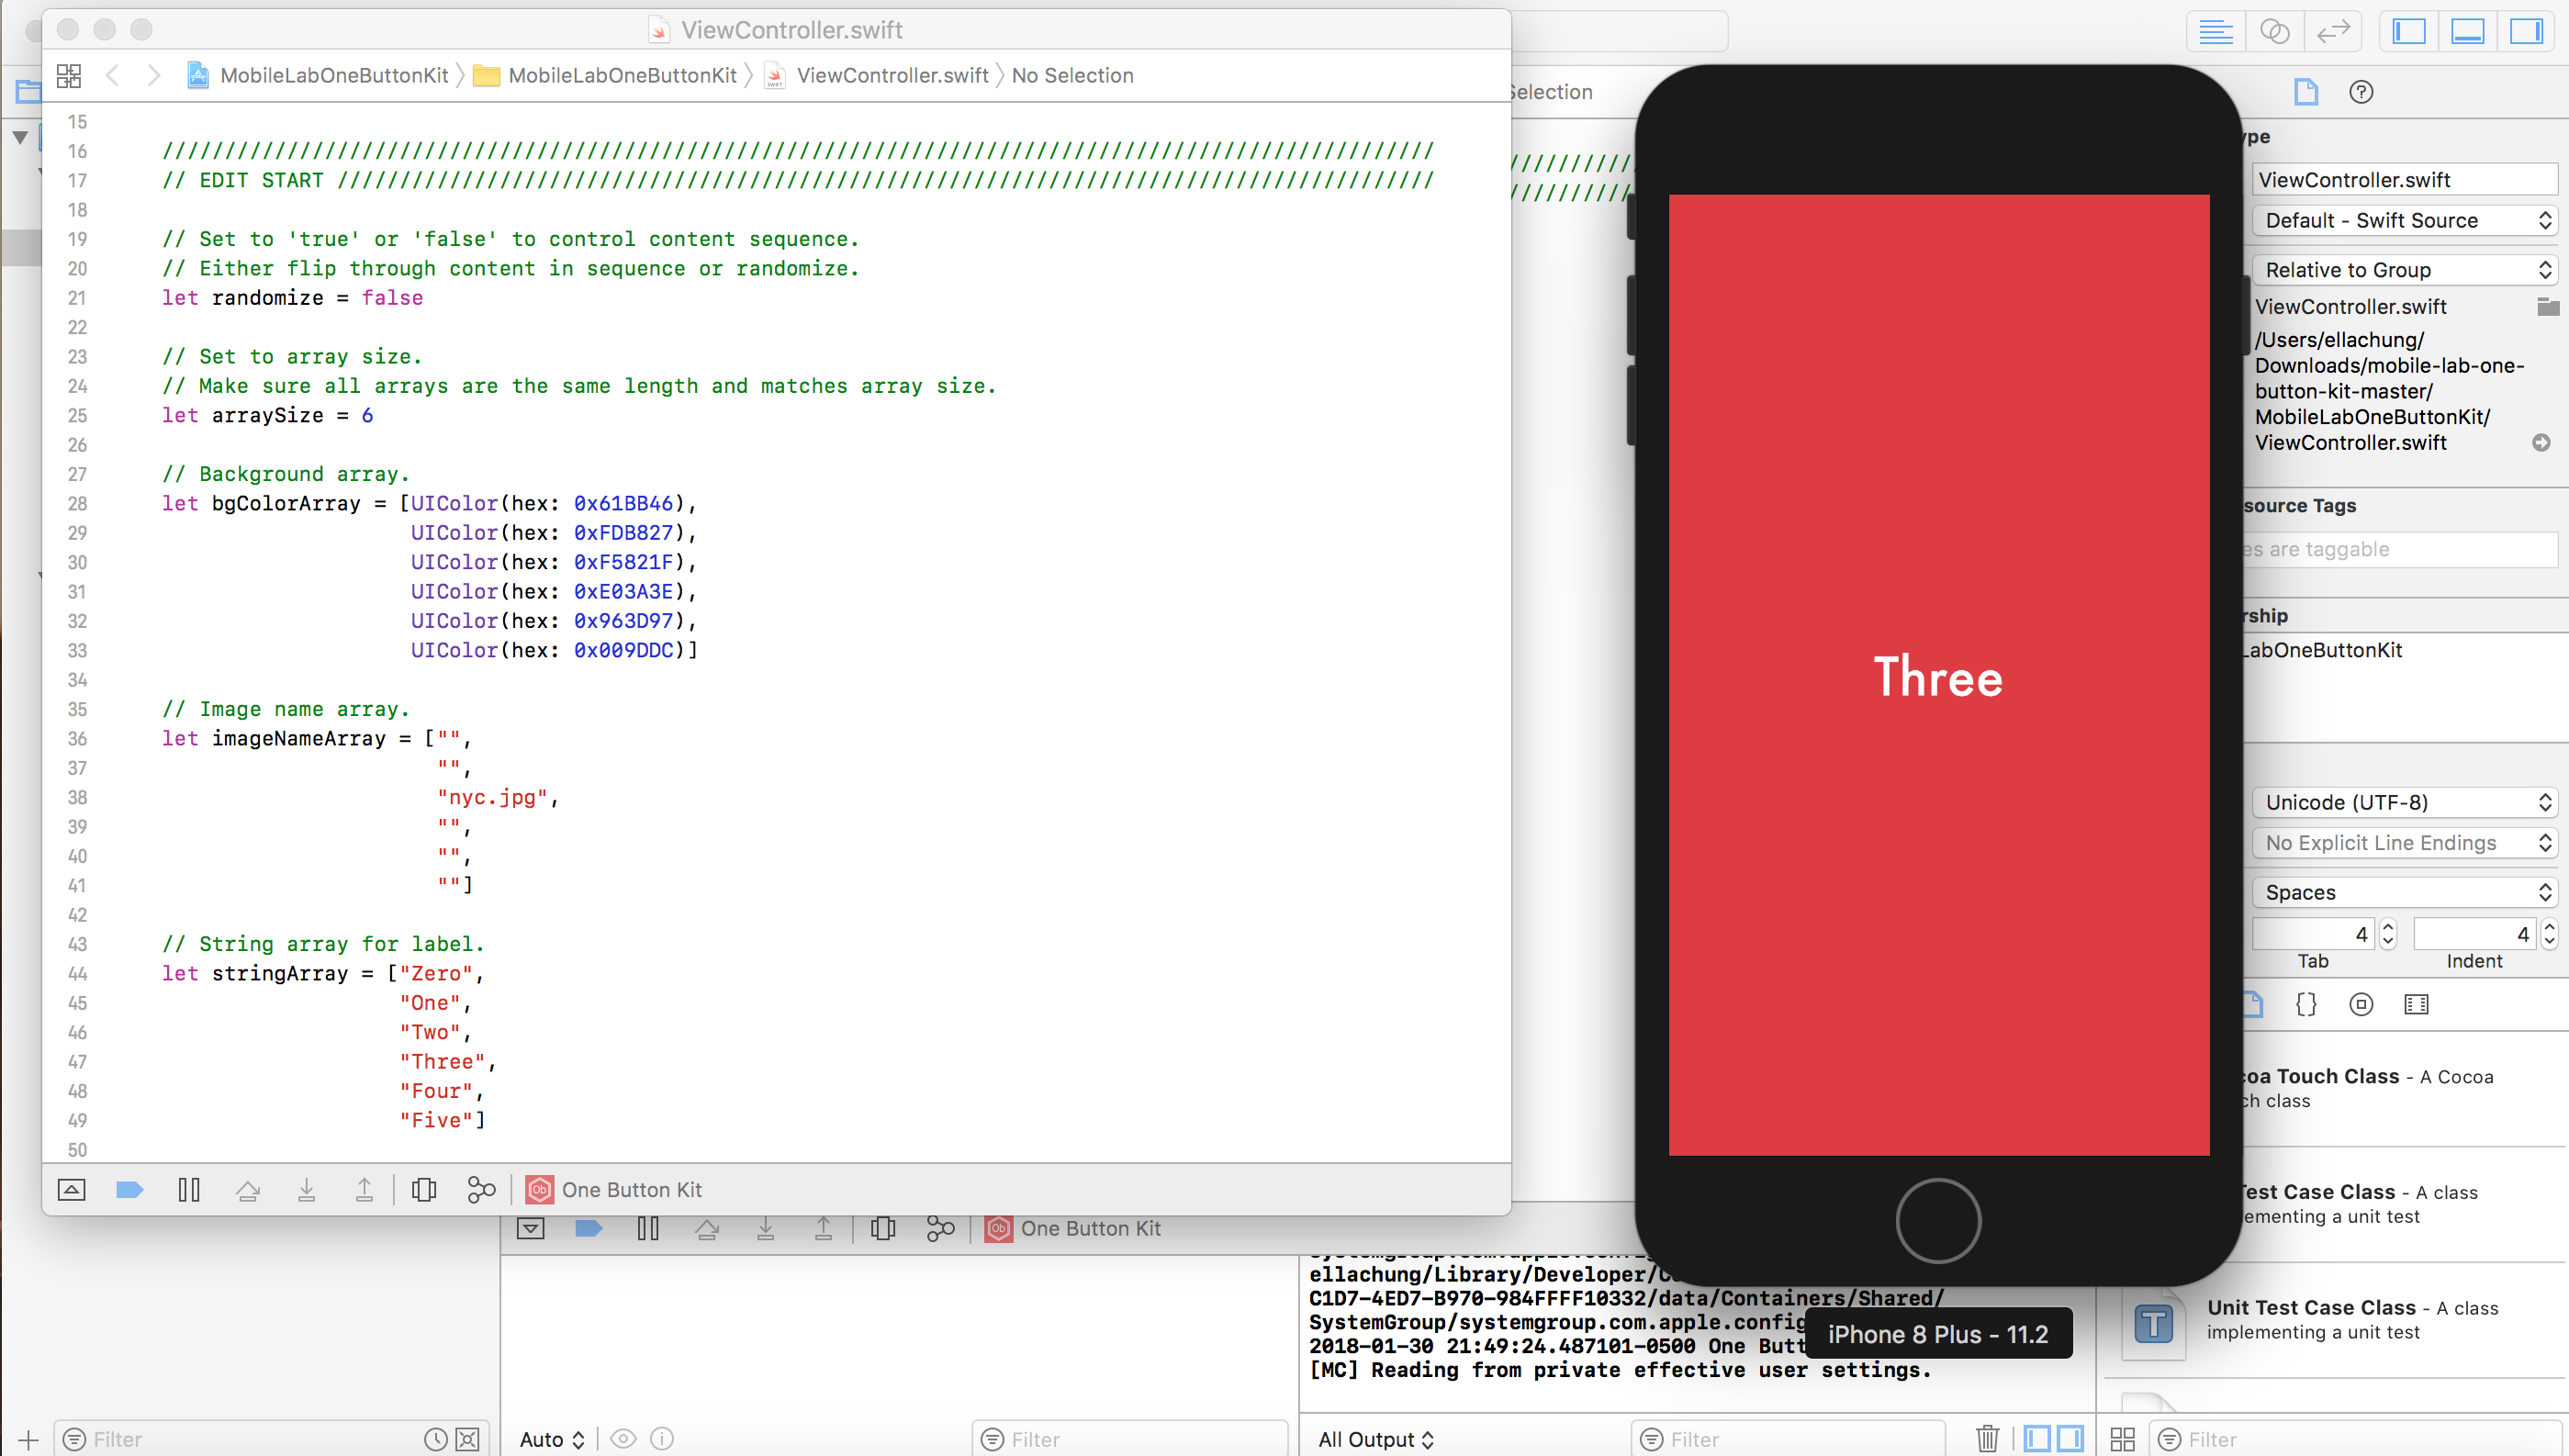 ViewController.swift
MobileLabOneButtonKit
MobileLabOneButtonKit
ViewController.swift
No Selection
15
16 ///////////////////////////////////////////////////////////////////////////////////////////////////////
17 // EDIT START /////////////////////////////////////////////////////////////////////////////////////////
18
19 // Set to 'true' or 'false' to control content sequence.
20 // Either flip through content in sequence or randomize.
21 let randomize = false
22
23 // Set to array size.
24 // Make sure all arrays are the same length and matches array size.
25 let arraySize = 6
26
27 // Background array.
28 let bgColorArray = [UIColor(hex: 0x61BB46),
29 UIColor(hex: 0xFDB827),
30 UIColor(hex: 0xF5821F),
31 UIColor(hex: 0xE03A3E),
32 UIColor(hex: 0x963D97),
33 UIColor(hex: 0x009DDC)]
34
35 // Image name array.
36 let imageNameArray = ["",
37 "",
38 "nyc.jpg",
39 "",
40 "",
41 ""]
42
43 // String array for label.
44 let stringArray = ["Zero",
45 "One",
46 "Two",
47 "Three",
48 "Four",
49 "Five"]
50
One Button Kit
One Button Kit
Selection
Three
iPhone 8 Plus - 11.2
ype
ViewController.swift
Default - Swift Source
Relative to Group
ViewController.swift
/Users/ellachung/
Downloads/mobile-lab-one-
button-kit-master/
MobileLabOneButtonKit/
ViewController.swift
source Tags
es are taggable
rship
LabOneButtonKit
Unicode (UTF-8)
No Explicit Line Endings
Spaces
4 4
Tab Indent
coa Touch Class - A Cocoa
ch class
Test Case Class - A class
ementing a unit test
Unit Test Case Class - A class
implementing a unit test
ellachung/Library/Developer/
C1D7-4ED7-B970-984FFFF10332/data/Containers/Shared/
SystemGroup/systemgroup.com.apple.config
2018-01-30 21:49:24.487101-0500 One Butt
[MC] Reading from private effective user settings.
Filter
Auto
Filter
All Output
Filter
Filter